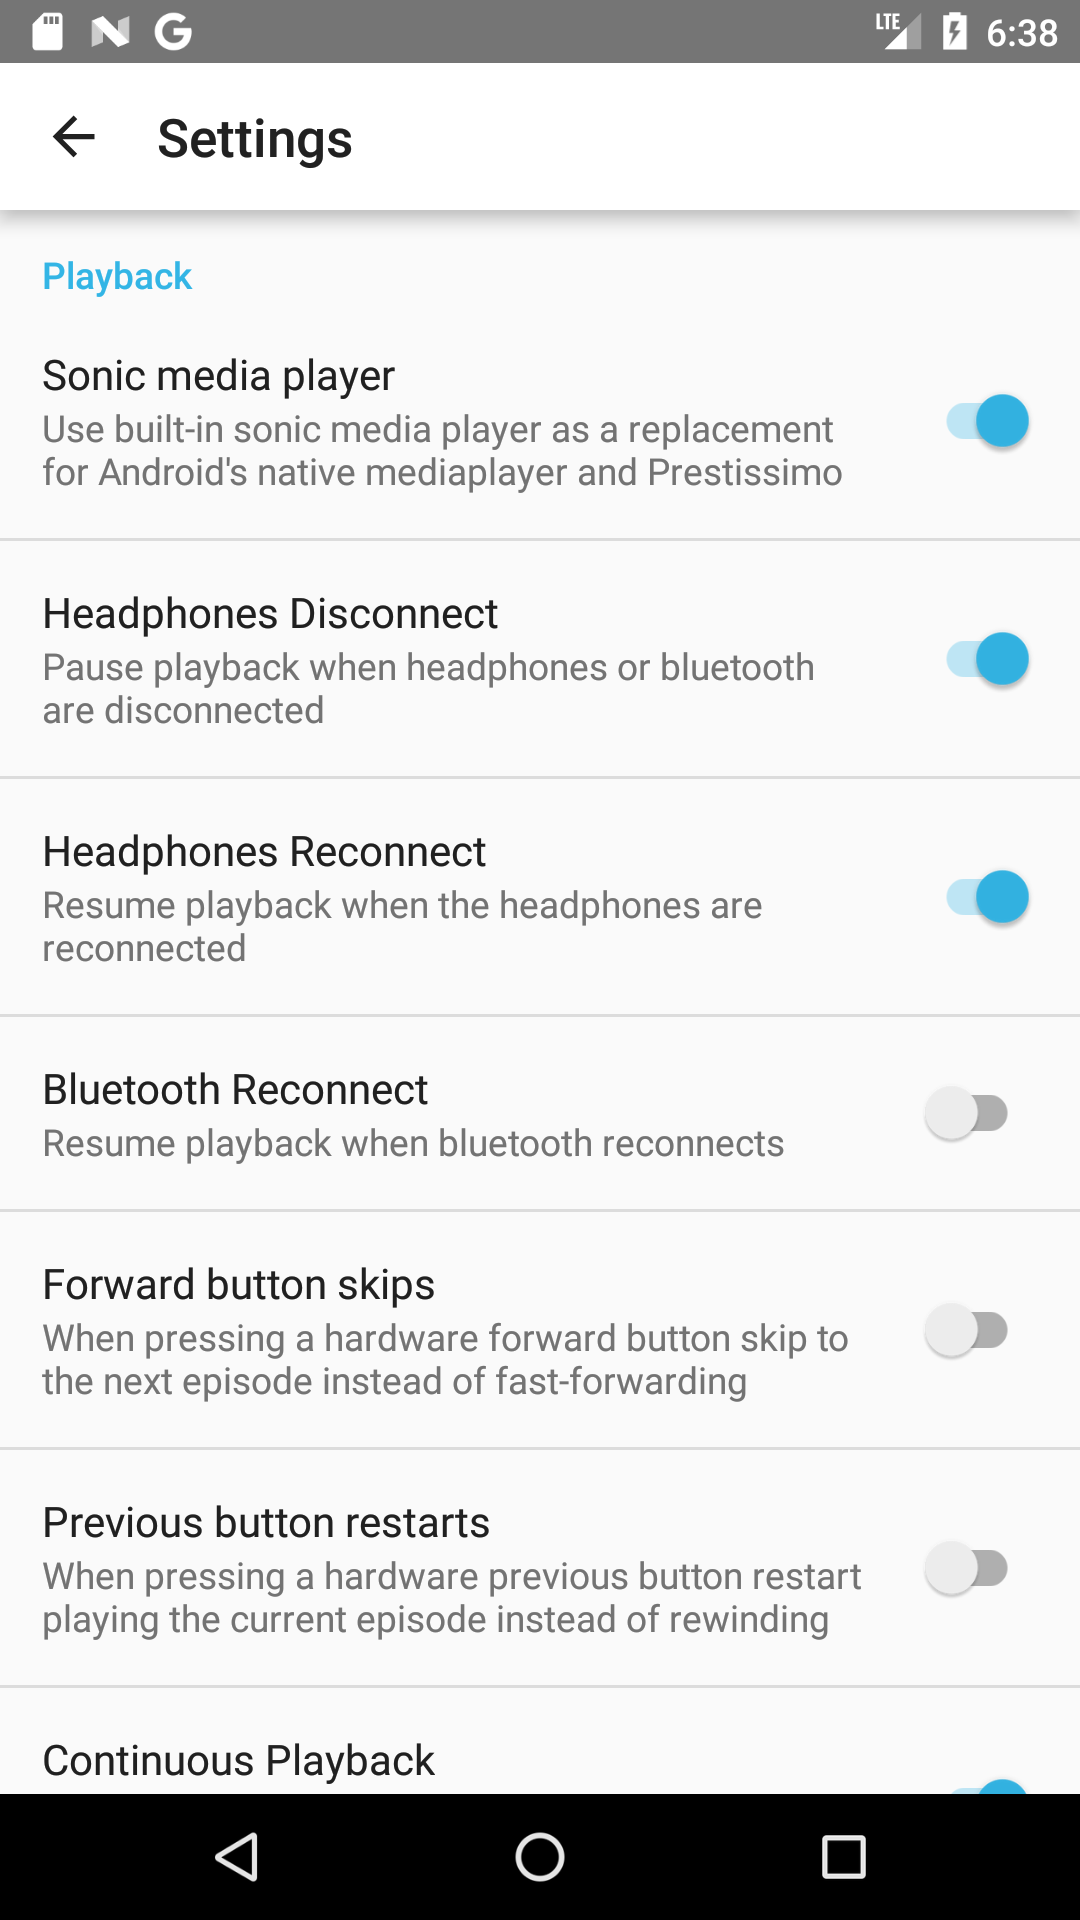 LTE 6:38
Settings
Playback
Sonic media player
Use built-in sonic media player as a replacement
for Android's native mediaplayer and Prestissimo
Headphones Disconnect
Pause playback when headphones or bluetooth
are disconnected
Headphones Reconnect
Resume playback when the headphones are
reconnected
Bluetooth Reconnect
Resume playback when bluetooth reconnects
Forward button skips
When pressing a hardware forward button skip to
the next episode instead of fast-forwarding
Previous button restarts
When pressing a hardware previous button restart
playing the current episode instead of rewinding
Continuous Playback